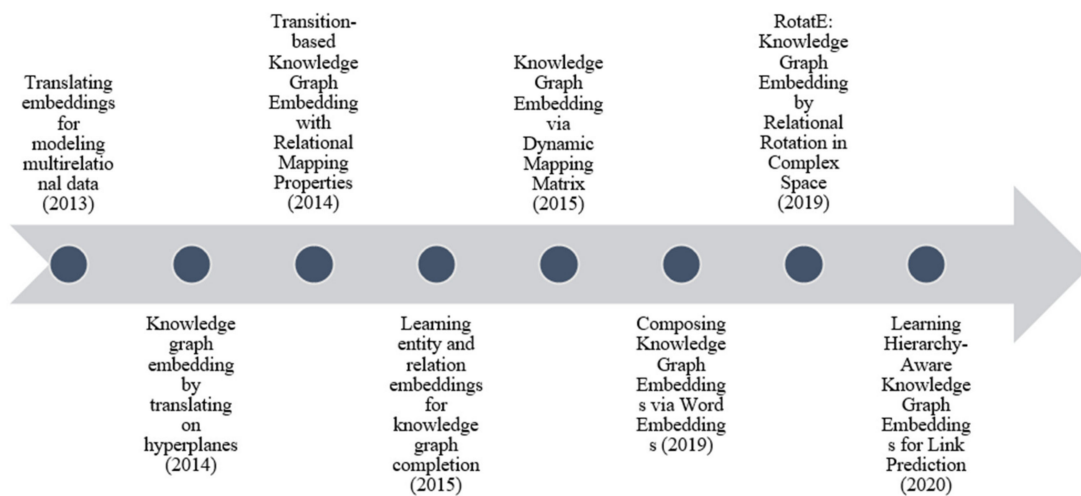 Translating
embeddings
for
modeling
multirelatio
nal data
(2013)
Knowledge
graph
embedding
by
translating
on
hyperplanes
(2014)
Transition-
based
Knowledge
Graph
Embedding
with
Relational
Mapping
Properties
(2014)
Learning
entity and
relation
embeddings
for
knowledge
graph
completion
(2015)
Knowledge
Graph
Embedding
via
Dynamic
Mapping
Matrix
(2015)
Composing
Knowledge
Graph
Embedding
s via Word
Embedding
s (2019)
RotatE:
Knowledge
Graph
Embedding
by
Relational
Rotation in
Complex
Space
(2019)
Learning
Hierarchy-
Aware
Knowledge
Graph
Embedding
s for Link
Prediction
(2020)